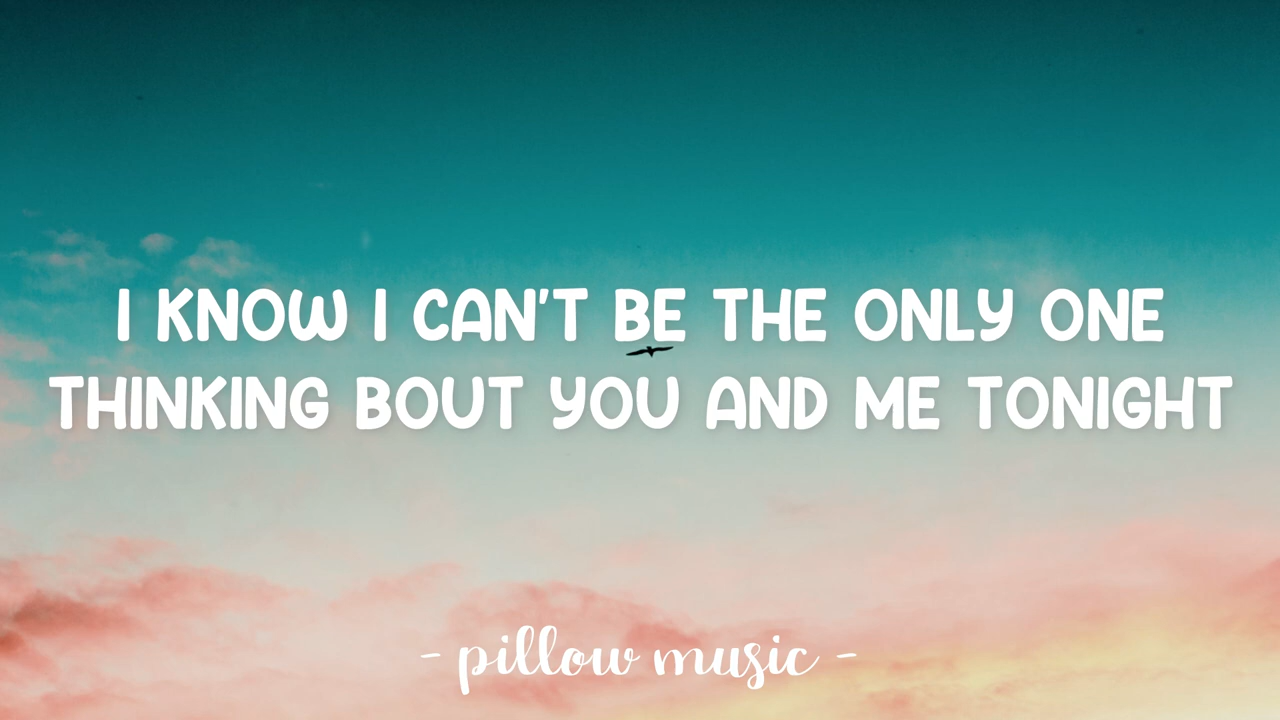 I KNOW I CAN'T BE THE ONLY ONE
THINKING BOUT YOU AND ME TONIGHT
- pillow music -